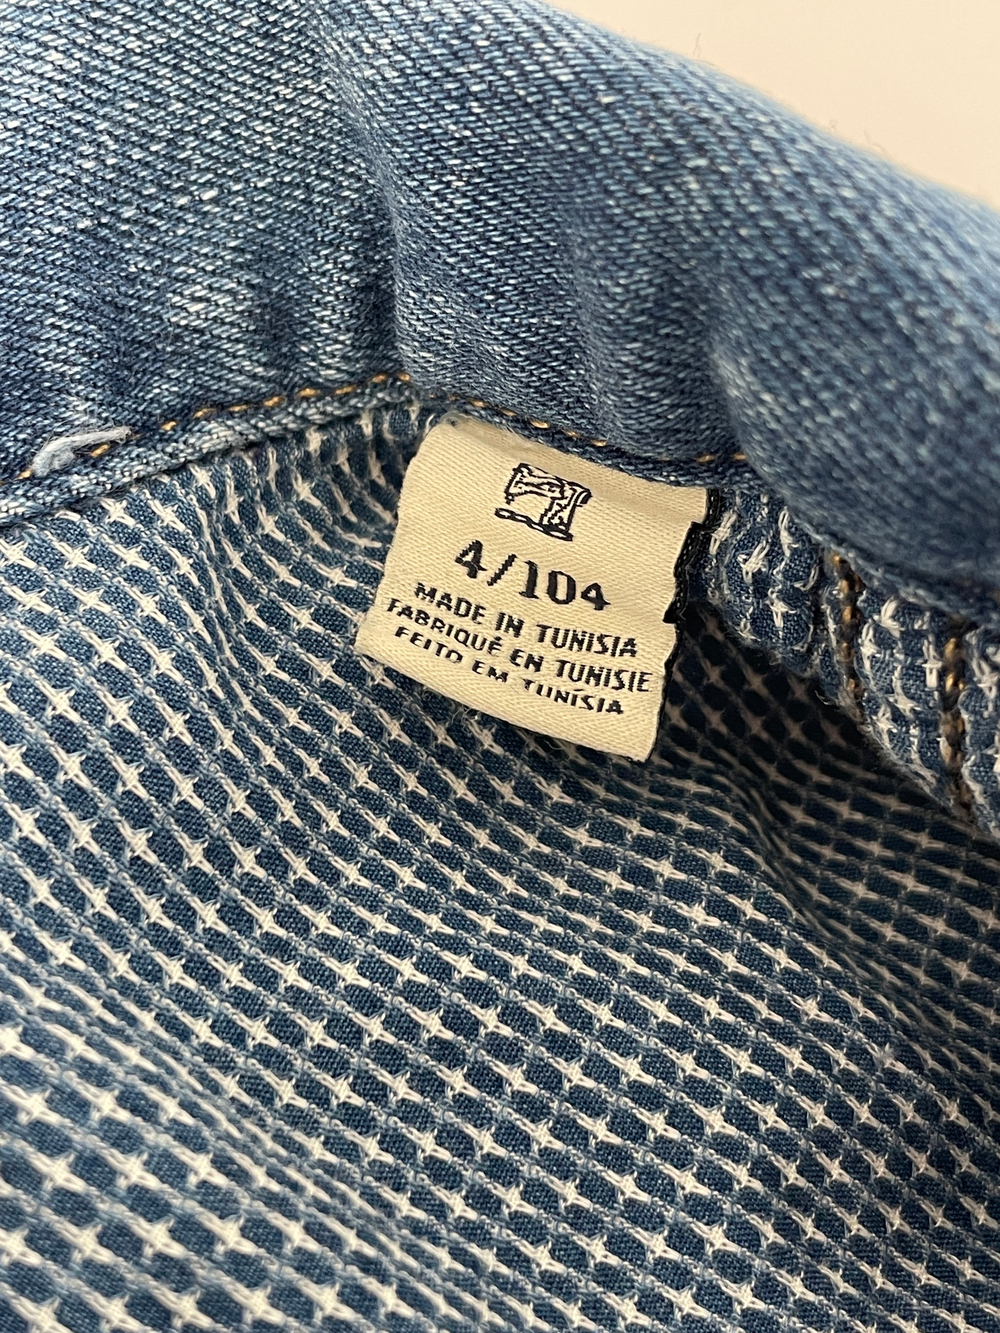 4/104
MADE IN TUNISIA
FABRIQUÉ EN TUNISIE
FEITO EM TUNÍSIA